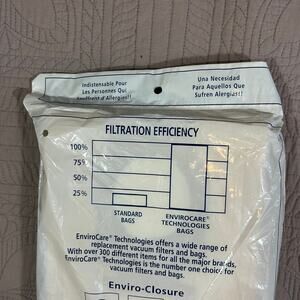 Indispensable Pour
Les Personnes Qui
Souffrent d'Allergies!!
Una Necesidad
Para Aquellos Que
Sufren Alergias!!
FILTRATION EFFICIENCY
100%
75%
50%
25%
STANDARD
BAGS
ENVIROCARE®
TECHNOLOGIES
BAGS
EnviroCare® Technologies offers a wide range of
replacement vacuum filters and bags.
With over 300 different items for all the major brands,
EnviroCare® Technologies is the number one choice for
vacuum filters and bags.
Enviro-Closure